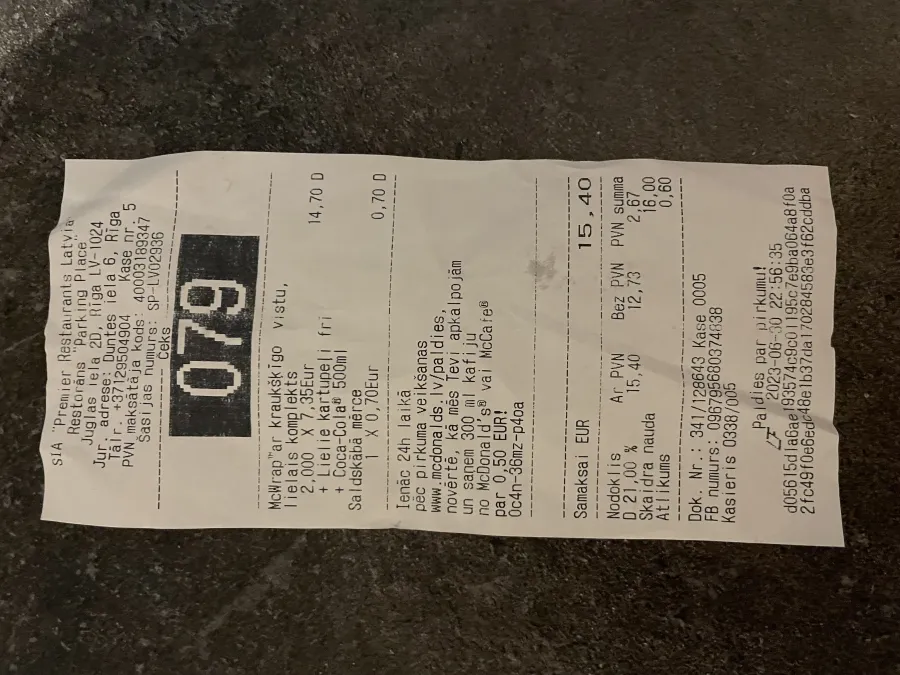 SIA "Premier Restaurants Latvia"
Restorāns "Parking Place"
Juglas iela 2D, Rīga LV-1024
Jur. adrese: Duntes iela 6, Rīga
Tālr. +37129504904 Kase nr. 5
PVN maksātāja kods: 40003189347
Šasijas numurs: SP-LV02936
Čeks
079
McWrap™ar kraukšķīgo vistu,
lielais komplekts
2,000 X 7,35Eur 14,70 D
+ Lielie kartupeļi fri
+ Coca-Cola® 500ml
Saldskābā mērce
1 X 0,70Eur 0,70 D
Ienāc 24h laikā
pēc pirkuma veikšanas
www.mcdonalds.lv/paldies,
novērtē, kā mēs Tevi apkalpojām
un saņem 300 ml kafiju
no McDonald's® vai McCafe®
par 0,50 EUR!
Oc4n-36mz-p4oa
Samaksai EUR 15,40
Nodoklis Ar PVN Bez PVN PVN summa
D 21,00 % 15,40 12,73 2,67
Skaidra nauda 16,00
Atlikums 0,60
Dok. Nr.: 341/128643 Kase 0005
FB numurs: 096795680374838
Kasieris 0338/005
Paldies par pirkumu!
LF 2023-06-30 22:56:35